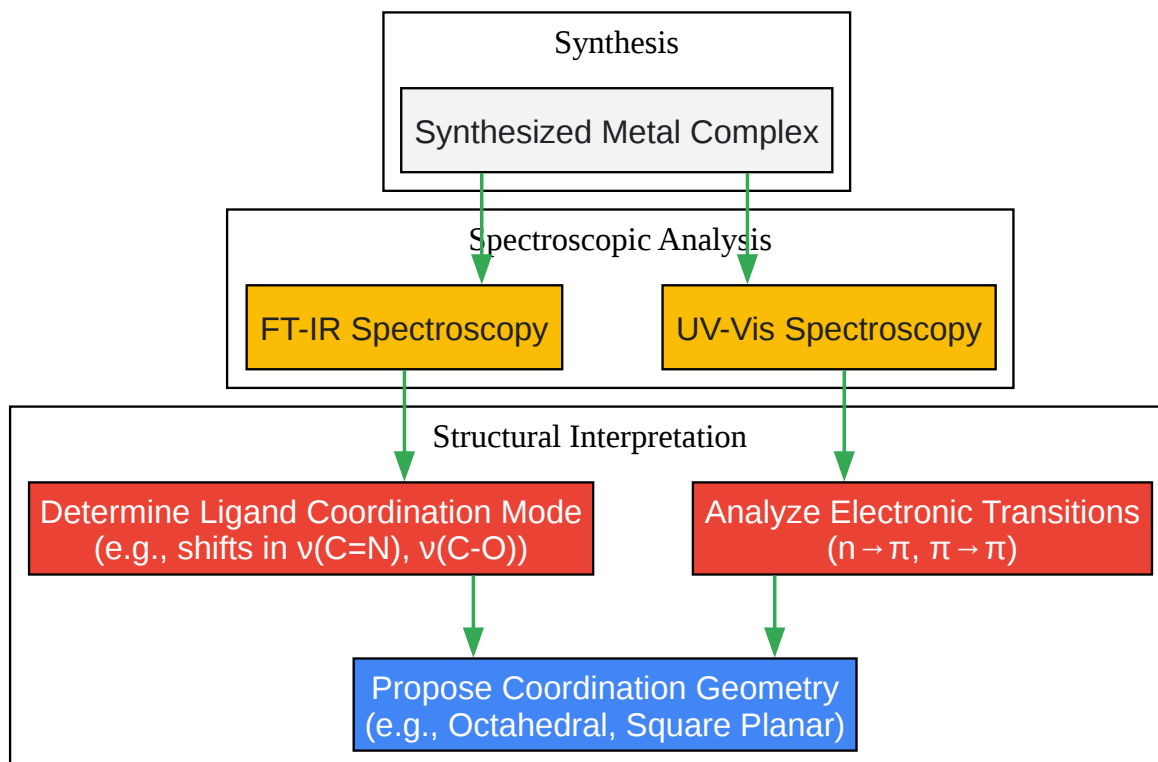 Synthesis
Synthesized Metal Complex
Spectroscopic Analysis
FT-IR Spectroscopy
UV-Vis Spectroscopy
Structural Interpretation
Determine Ligand Coordination Mode
(e.g., shifts in ν(C=N), ν(C-O))
Analyze Electronic Transitions
(n→π, π→π)
Propose Coordination Geometry
(e.g., Octahedral, Square Planar)